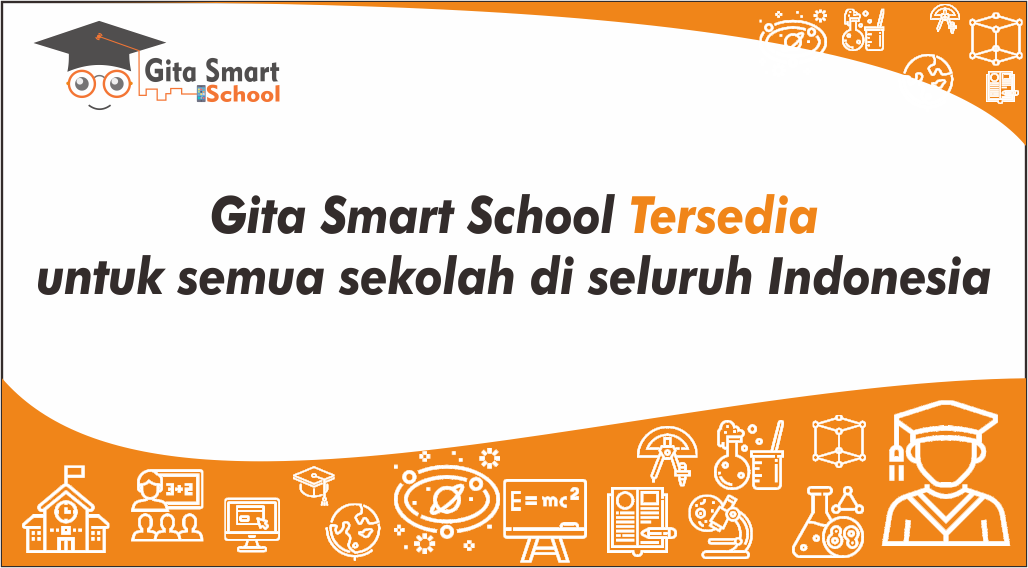 Gita Smart
School
Gita Smart School Tersedia
untuk semua sekolah di seluruh Indonesia
3+2
E=mc²